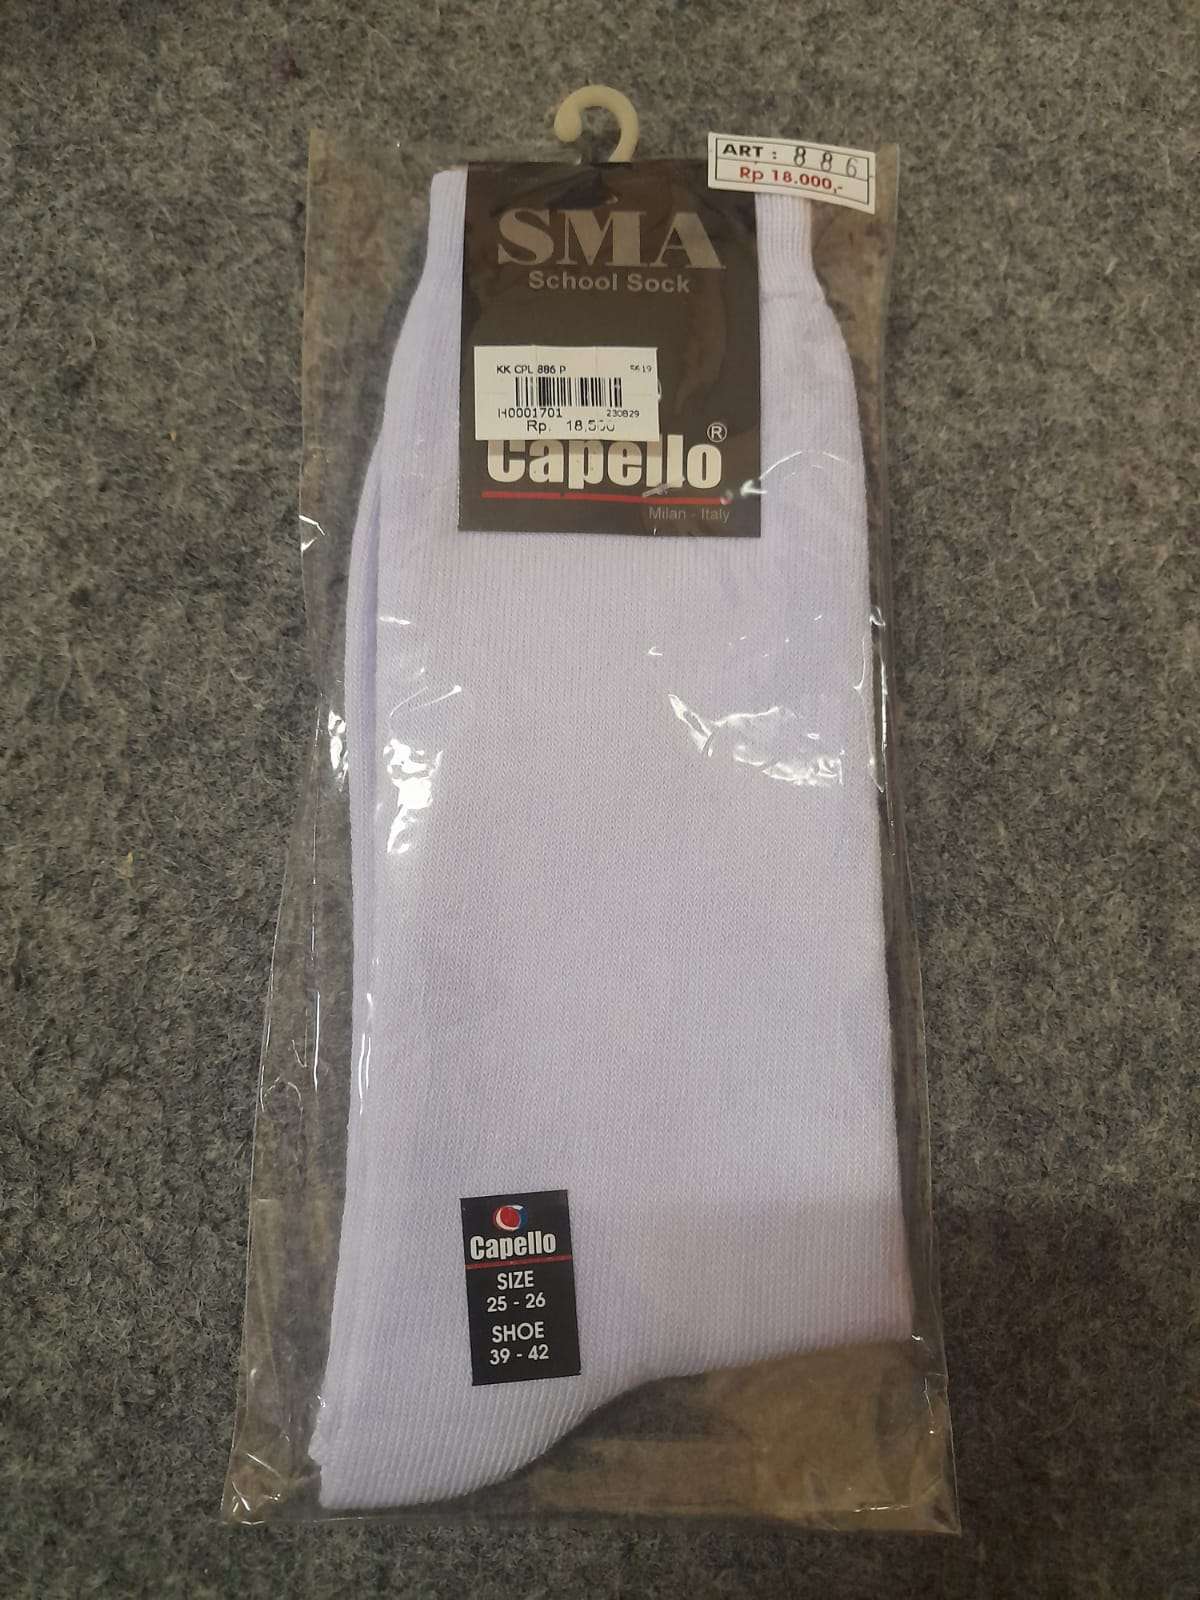 ART : 886
Rp 18.000,-
SMA
School Sock
KK CPL 886 P 5619
H0001701 230829
Rp. 18,500
Capello ®
Milan - Italy
Capello
SIZE
25 - 26
SHOE
39 - 42